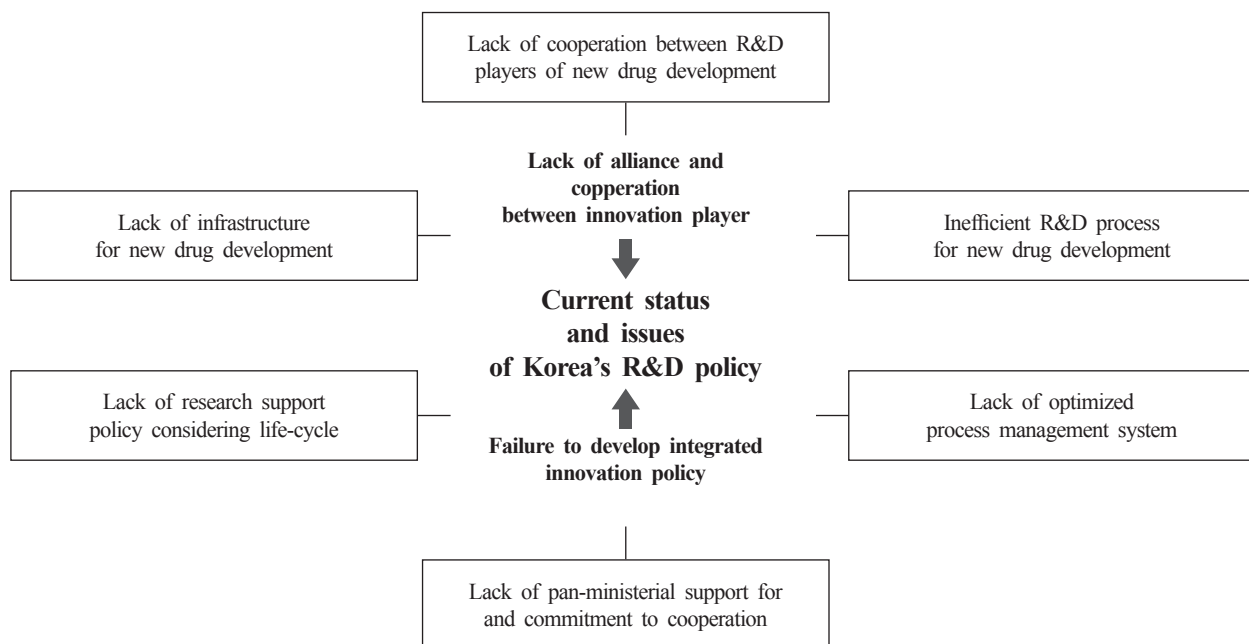 Lack of cooperation between R&D
players of new drug development
Lack of alliance and
copperation
between innovation player
Lack of infrastructure
for new drug development
Inefficient R&D process
for new drug development
Current status
and issues
of Korea's R&D policy
Lack of research support
policy considering life-cycle
Lack of optimized
process management system
Failure to develop integrated
innovation policy
Lack of pan-ministerial support for
and commitment to cooperation